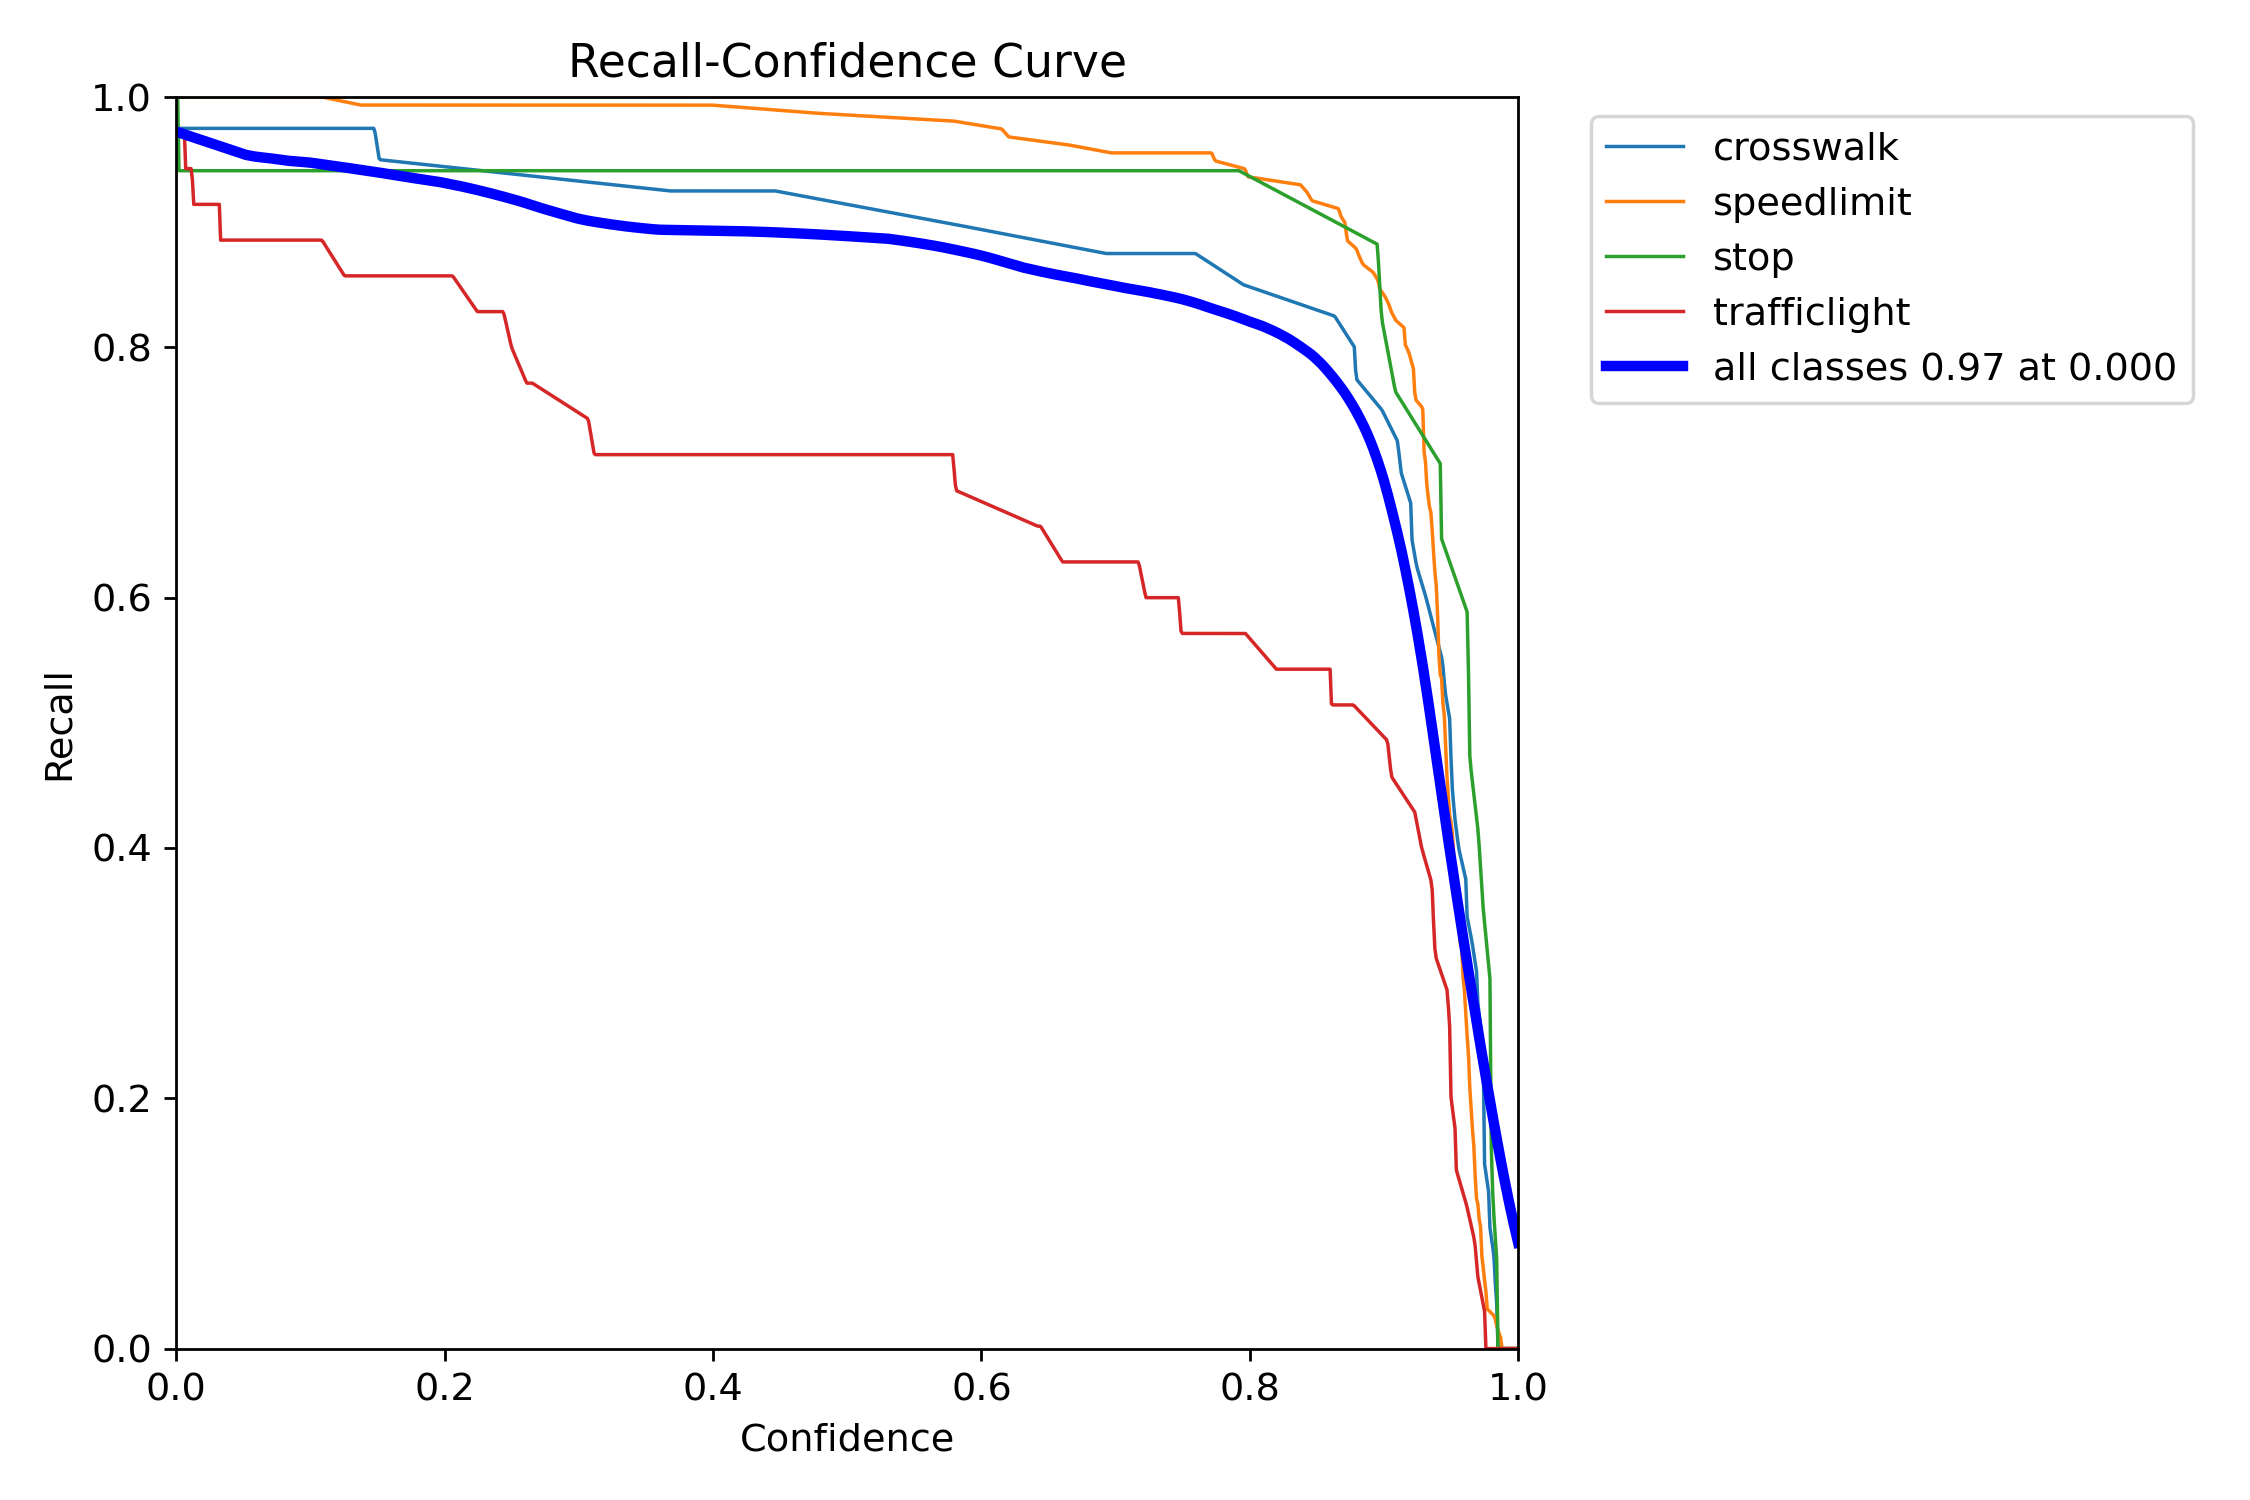 Recall-Confidence Curve
1.0
0.8
0.6
0.4
0.2
0.0
Recall
0.0 0.2 0.4 0.6 0.8 1.0
Confidence
crosswalk
speedlimit
stop
trafficlight
all classes 0.97 at 0.000